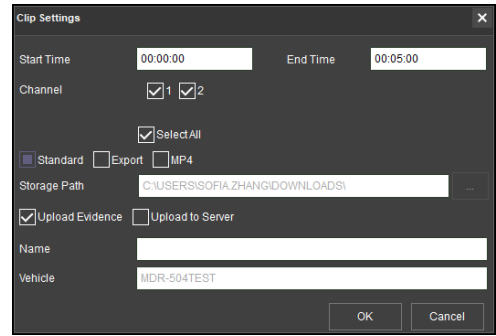 Clip Settings
Start Time 00:00:00 End Time 00:05:00
Channel 1 2
Select All
Standard Export MP4
Storage Path C:\USERS\SOFIA.ZHANG\DOWNLOADS\ ...
Upload Evidence Upload to Server
Name
Vehicle MDR-504TEST
OK Cancel